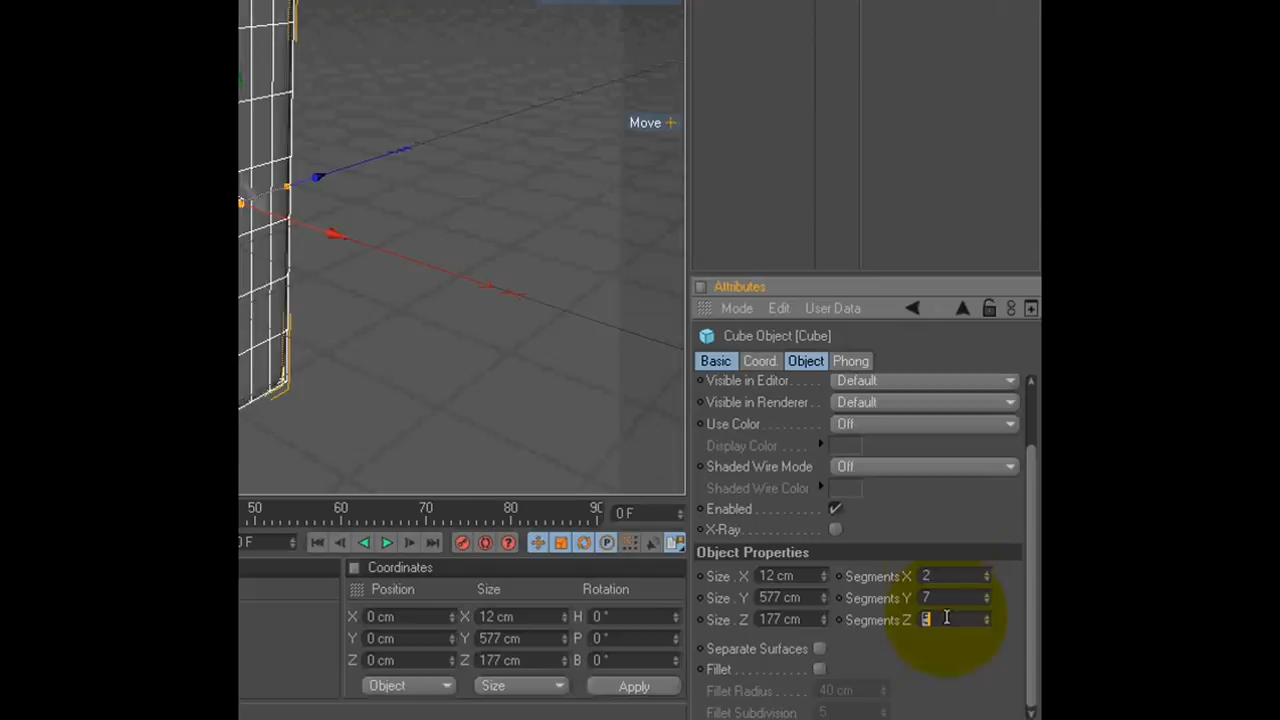 Move
Attributes
Mode Edit User Data
Cube Object [Cube]
Basic Coord. Object Phong
Visible in Editor Default
Visible in Renderer Default
Use Color Off
Display Color
Shaded Wire Mode Off
Shaded Wire Color
Enabled
X-Ray
Object Properties
Size . X 12 cm Segments X 2
Size . Y 577 cm Segments Y 7
Size . Z 177 cm Segments Z
Separate Surfaces
Fillet
Fillet Radius 40 cm
Fillet Subdivision 5
50 60 70 80 90 0 F
F P
Coordinates
Position Size Rotation
X 0 cm X 12 cm H 0 °
Y 0 cm Y 577 cm P 0 °
Z 0 cm Z 177 cm B 0 °
Object Size Apply